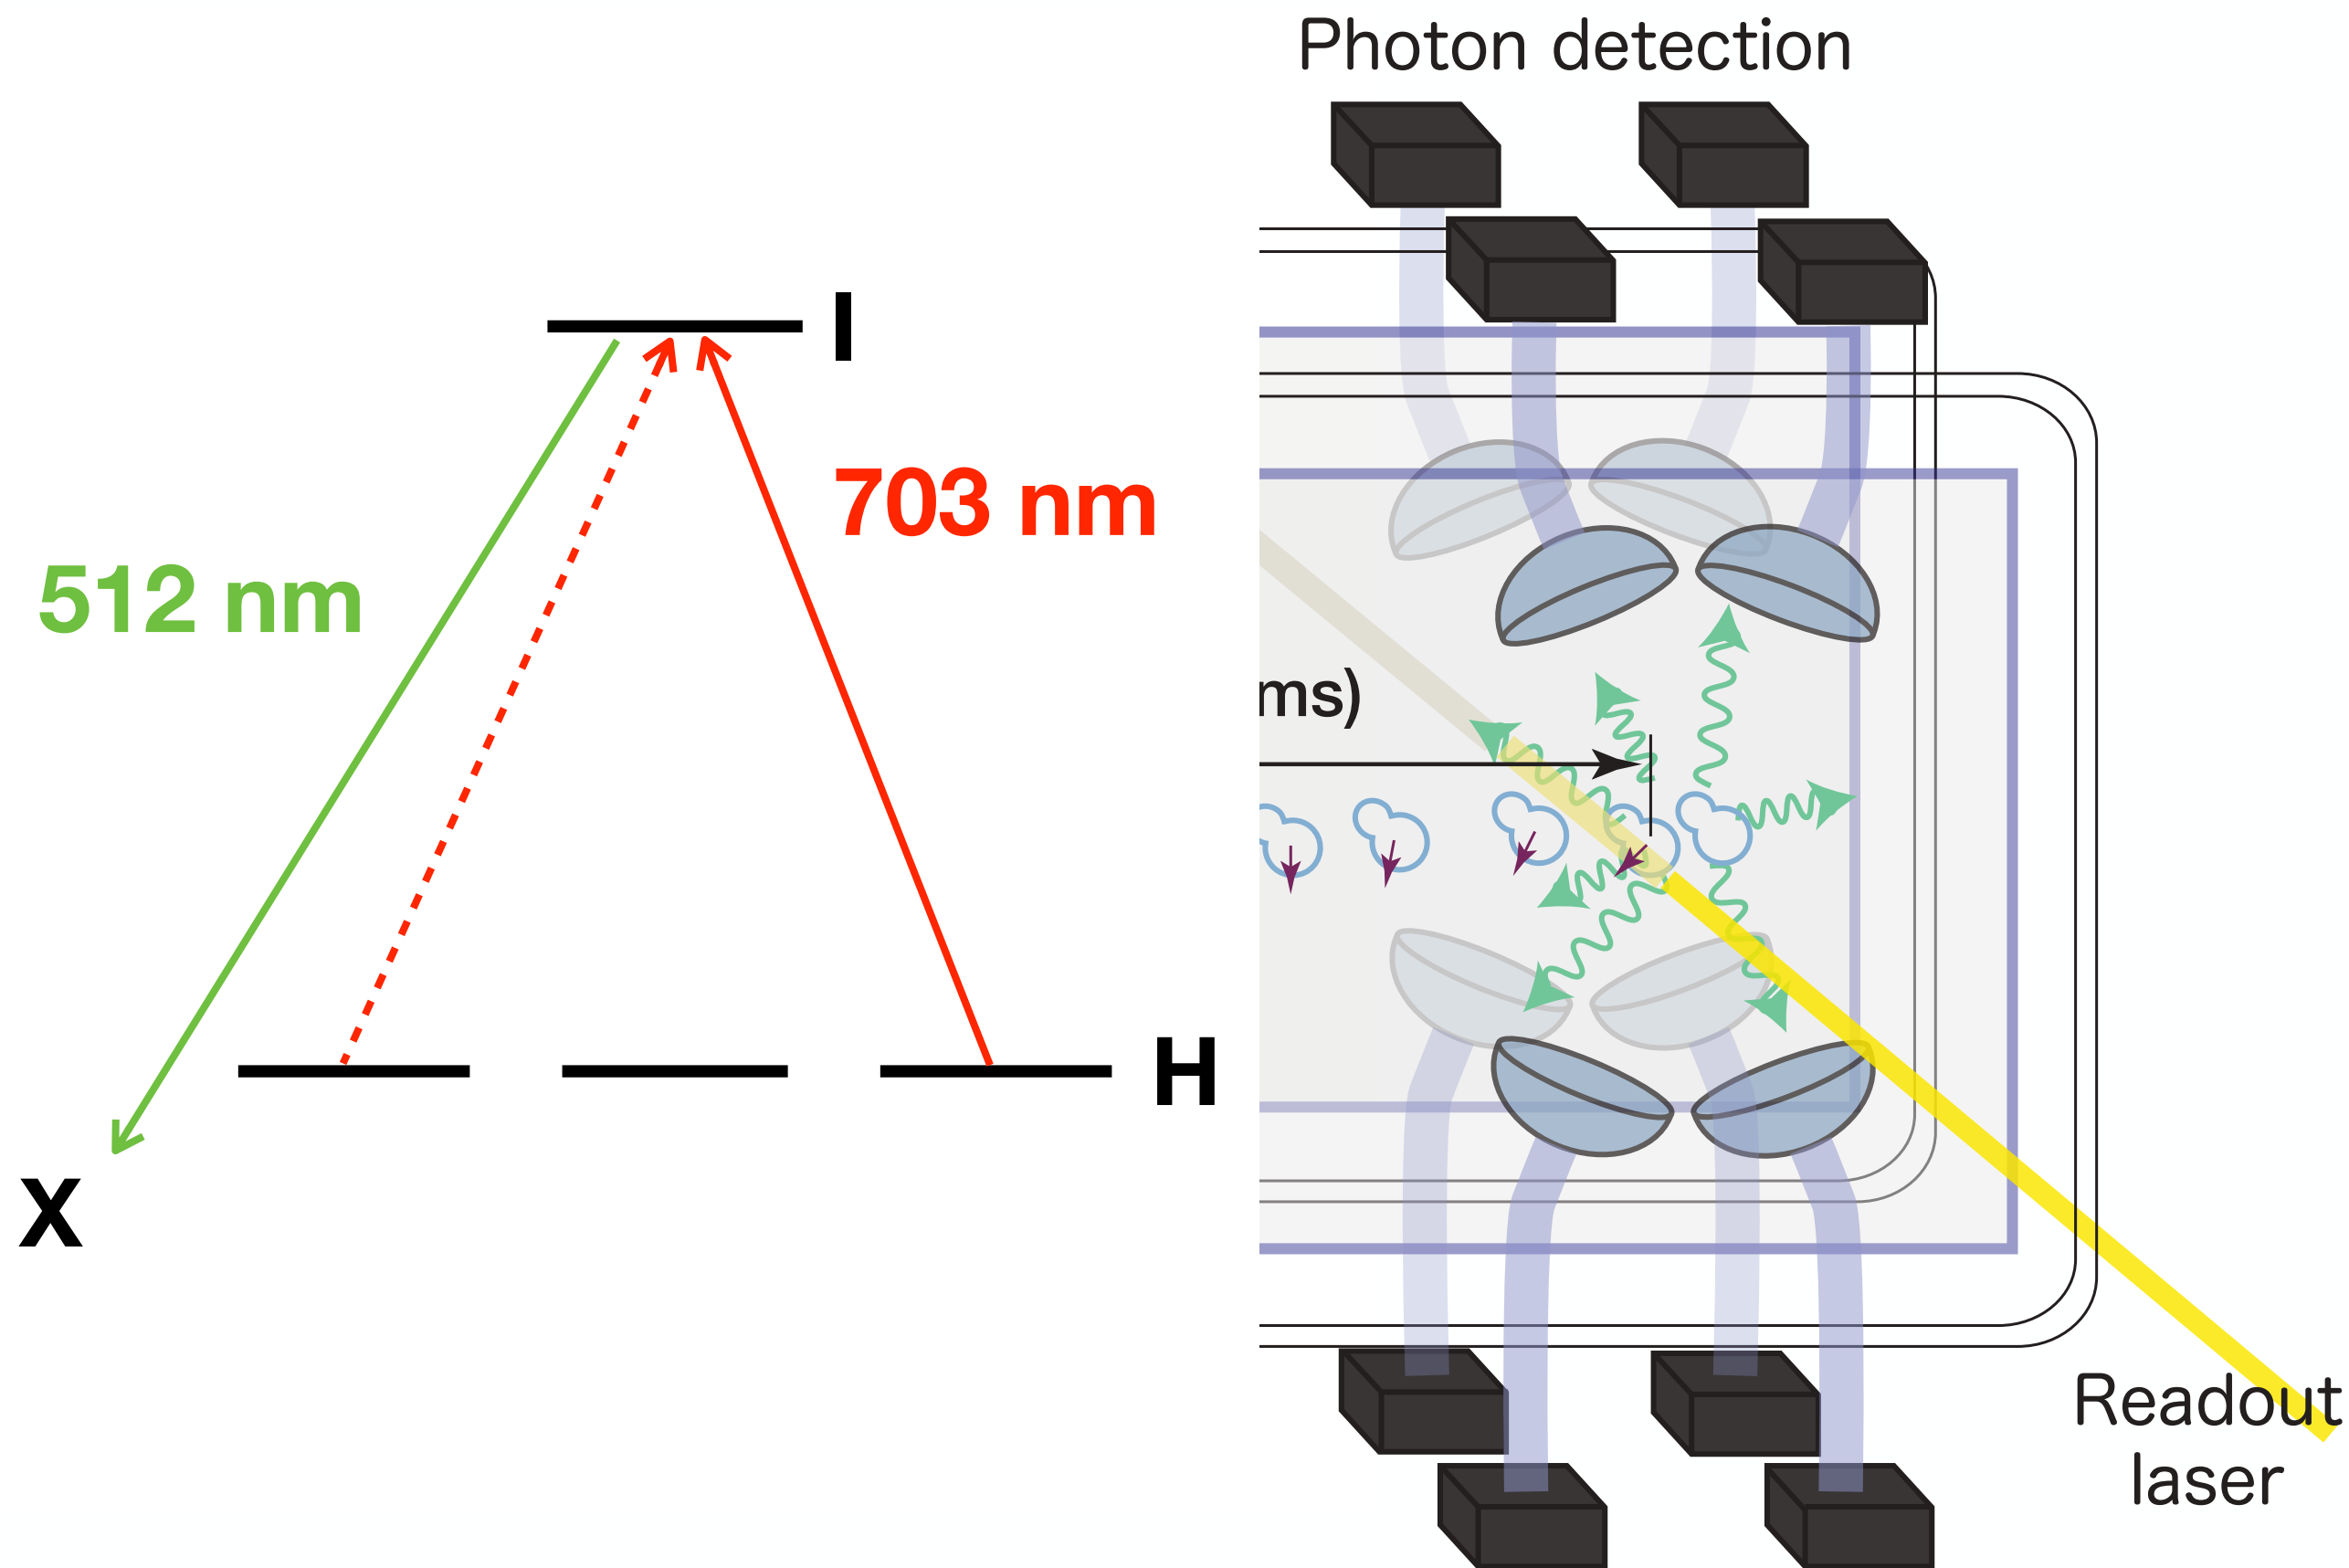 Photon detection
I
703 nm
512 nm
ms)
H
X
Readout
laser